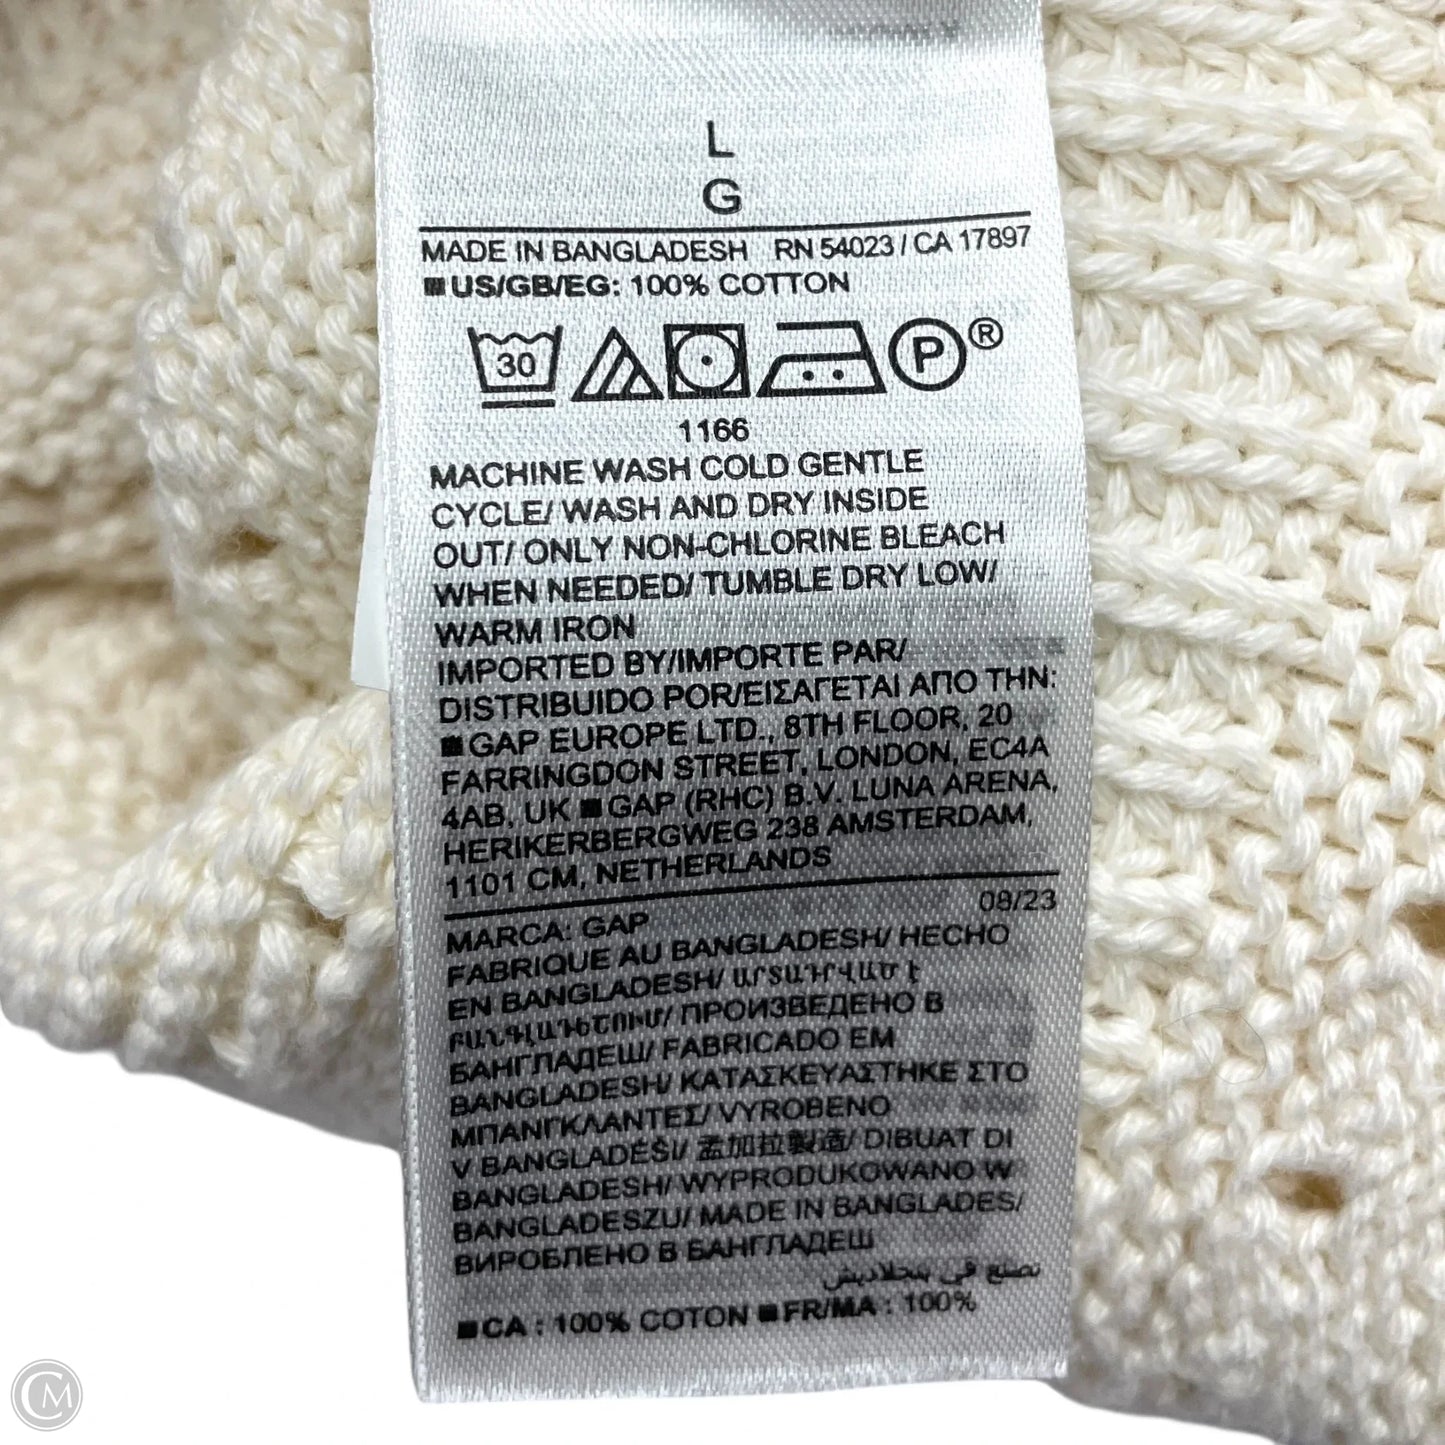 L
G
MADE IN BANGLADESH RN 54023 / CA 17897
US/GB/EG: 100% COTTON
30 P ®
1166
MACHINE WASH COLD GENTLE
CYCLE/ WASH AND DRY INSIDE
OUT/ ONLY NON-CHLORINE BLEACH
WHEN NEEDED/ TUMBLE DRY LOW/
WARM IRON
IMPORTED BY/IMPORTE PAR/
DISTRIBUIDO POR/ΕΙΣΑΓΕΤΑΙ ΑΠΟ ΤΗΝ:
■ GAP EUROPE LTD., 8TH FLOOR, 20
FARRINGDON STREET, LONDON, EC4A
4AB, UK ■ GAP (RHC) B.V. LUNA ARENA,
HERIKERBERGWEG 238 AMSTERDAM,
1101 CM, NETHERLANDS
08/23
MARCA: GAP
FABRIQUE AU BANGLADESH/ HECHO
EN BANGLADESH/ ԱՐՏԱԴՐՎԱԾ Է
ԲԱՆԳԼԱԴԵՇՈՒՄ/ ПРОИЗВЕДЕНО В
БАНГЛАДЕШ/ FABRICADO EM
BANGLADESH/ ΚΑΤΑΣΚΕΥΑΣΤΗΚΕ ΣΤΟ
ΜΠΑΝΓΚΛΑΝΤΕΣ/ VYROBENO
V BANGLADÉŠI/ 孟加拉製造/ DIBUAT DI
BANGLADESH/ WYPRODUKOWANO W
BANGLADESZU/ MADE IN BANGLADES/
ВИРОБЛЕНО В БАНГЛАДЕШ
تصنع في بنجلاديش
■ CA : 100% COTON ■ FR/MA : 100%
CM